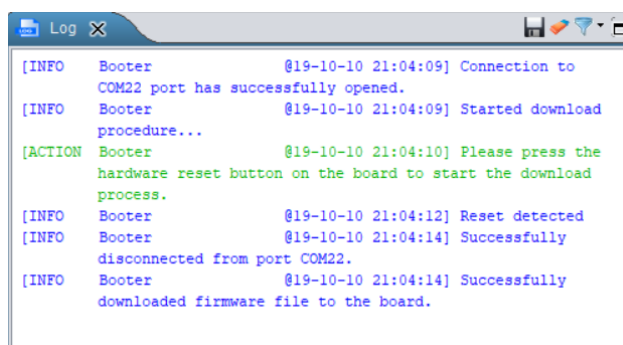 Log
[INFO Booter @19-10-10 21:04:09] Connection to
COM22 port has successfully opened.
[INFO Booter @19-10-10 21:04:09] Started download
procedure...
[ACTION Booter @19-10-10 21:04:10] Please press the
hardware reset button on the board to start the download
process.
[INFO Booter @19-10-10 21:04:12] Reset detected
[INFO Booter @19-10-10 21:04:14] Successfully
disconnected from port COM22.
[INFO Booter @19-10-10 21:04:14] Successfully
downloaded firmware file to the board.